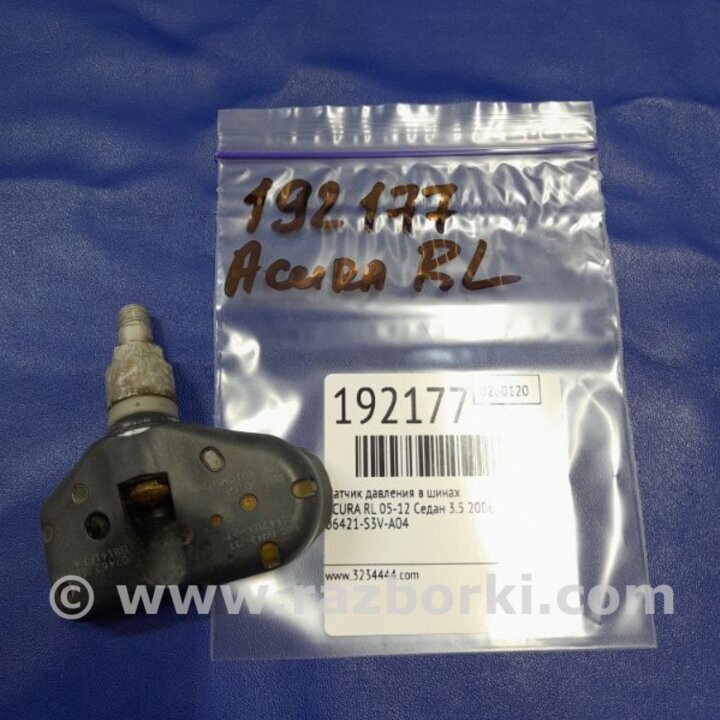 192 177
Acura RL
192177
0260120
атчик давления в шинах
CURA RL 05-12 Седан 3.5 2006
06421-S3V-A04
www.3234444.com
© www.razborki.com